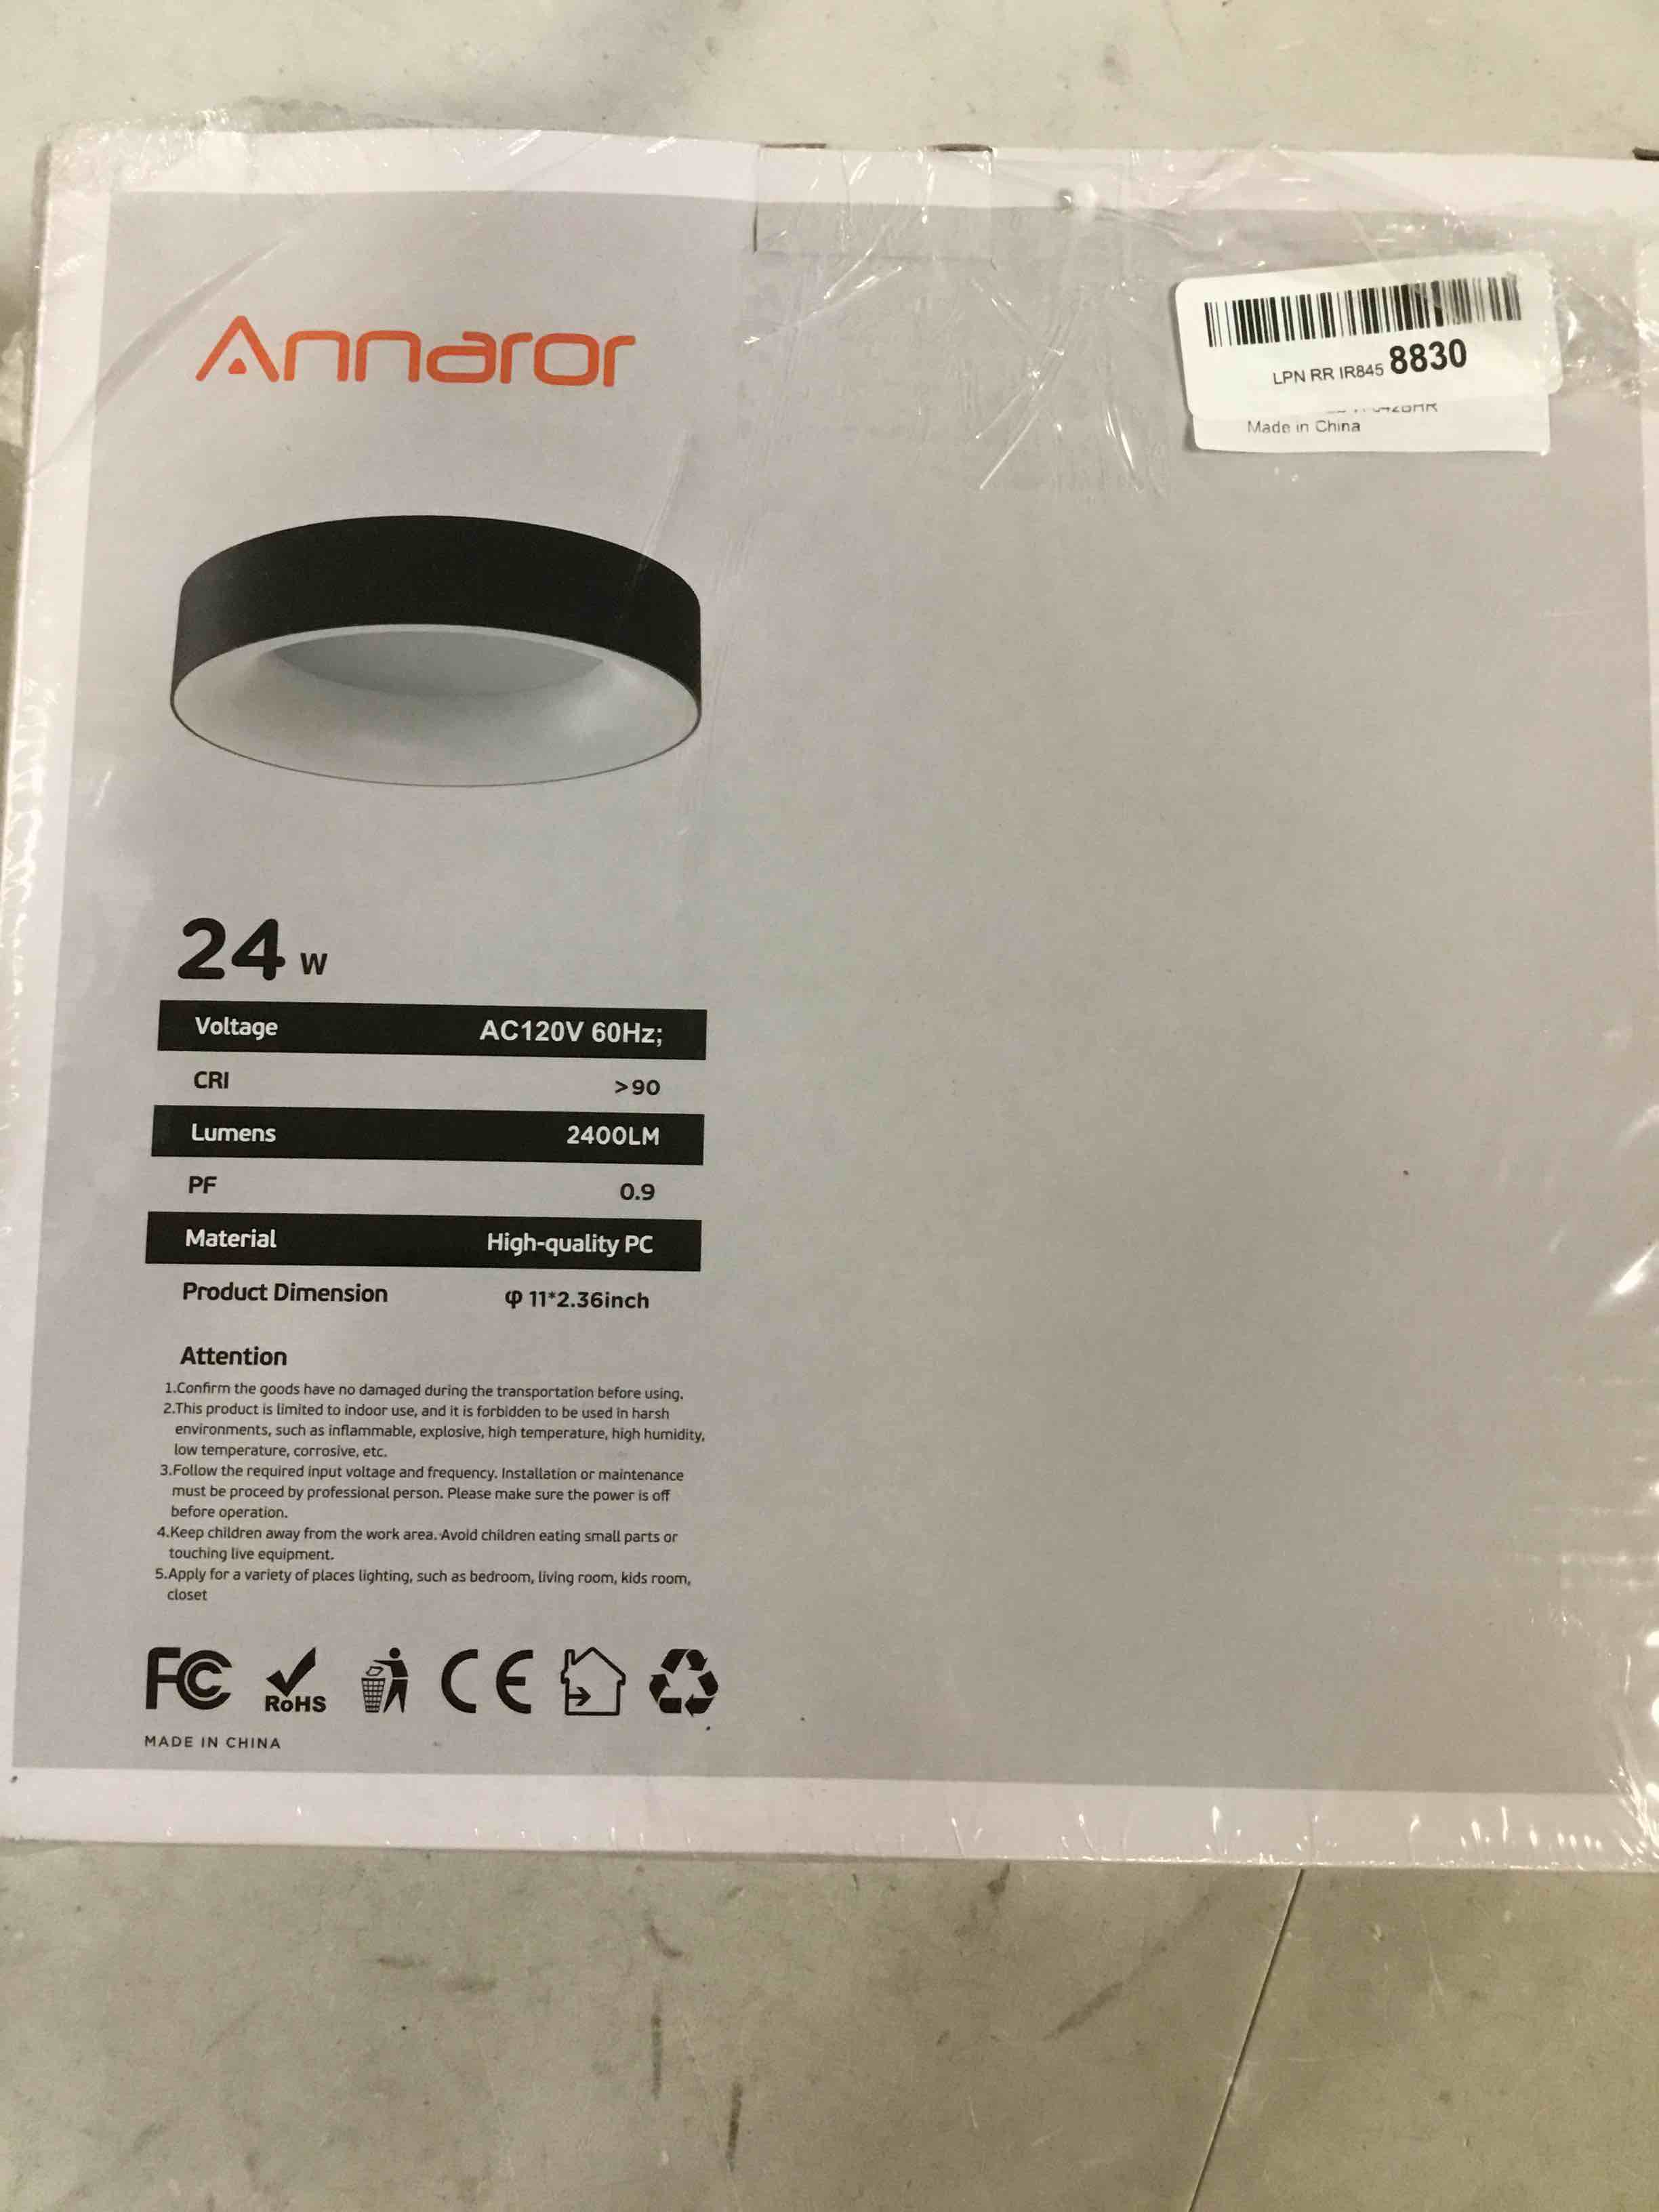 Annaror
LPN RR IR845 8830
Made in China
24 W
Voltage AC120V 60Hz;
CRI >90
Lumens 2400LM
PF 0.9
Material High-quality PC
Product Dimension φ 11*2.36inch
Attention
1.Confirm the goods have no damaged during the transportation before using.
2.This product is limited to indoor use, and it is forbidden to be used in harsh
environments, such as inflammable, explosive, high temperature, high humidity,
low temperature, corrosive, etc.
3.Follow the required input voltage and frequency. Installation or maintenance
must be proceed by professional person. Please make sure the power is off
before operation.
4.Keep children away from the work area. Avoid children eating small parts or
touching live equipment.
5.Apply for a variety of places lighting, such as bedroom, living room, kids room,
closet
FC RoHS CE
MADE IN CHINA